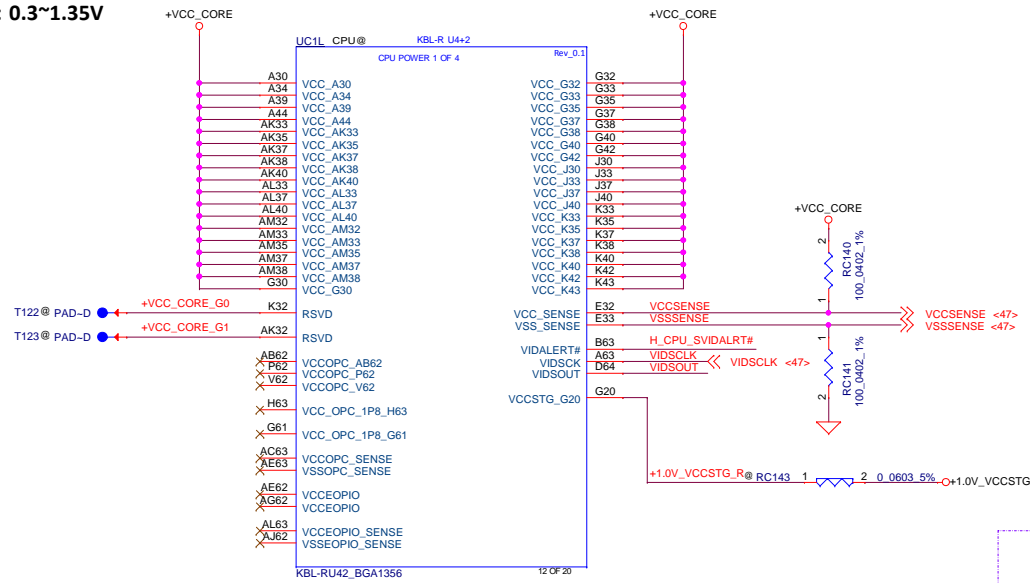 : 0.3~1.35V
+VCC_CORE
+VCC_CORE
UC1L CPU@ KBL-R U4+2
CPU POWER 1 OF 4
Rev_0.1
A30 VCC_A30
A34 VCC_A34
A39 VCC_A39
A44 VCC_A44
AK33 VCC_AK33
AK35 VCC_AK35
AK37 VCC_AK37
AK38 VCC_AK38
AK40 VCC_AK40
AL33 VCC_AL33
AL37 VCC_AL37
AL40 VCC_AL40
AM32 VCC_AM32
AM33 VCC_AM33
AM35 VCC_AM35
AM37 VCC_AM37
AM38 VCC_AM38
G30 VCC_G30
T122@ PAD~D +VCC_CORE_G0 K32 RSVD
T123@ PAD~D +VCC_CORE_G1 AK32 RSVD
AB62 VCCOPC_AB62
P62 VCCOPC_P62
V62 VCCOPC_V62
H63 VCC_OPC_1P8_H63
G61 VCC_OPC_1P8_G61
AC63 VCCOPC_SENSE
AE63 VSSOPC_SENSE
AE62 VCCEOPIO
AG62 VCCEOPIO
AL63 VCCEOPIO_SENSE
AJ62 VSSEOPIO_SENSE
VCC_G32 G32
VCC_G33 G33
VCC_G35 G35
VCC_G37 G37
VCC_G38 G38
VCC_G40 G40
VCC_G42 G42
VCC_J30 J30
VCC_J33 J33
VCC_J37 J37
VCC_J40 J40
VCC_K33 K33
VCC_K35 K35
VCC_K37 K37
VCC_K38 K38
VCC_K40 K40
VCC_K42 K42
VCC_K43 K43
VCC_SENSE E32 VCCSENSE VCCSENSE <47>
VSS_SENSE E33 VSSSENSE VSSSENSE <47>
VIDALERT# B63 H_CPU_SVIDALRT#
VIDSCK A63 VIDSCLK VIDSCLK <47>
VIDSOUT D64 VIDSOUT
VCCSTG_G20 G20
+VCC_CORE
2
RC140
100_0402_1%
1
1
RC141
100_0402_1%
2
+1.0V_VCCSTG_R @ RC143 1 2 0_0603_5% +1.0V_VCCSTG
KBL-RU42_BGA1356
12 OF 20